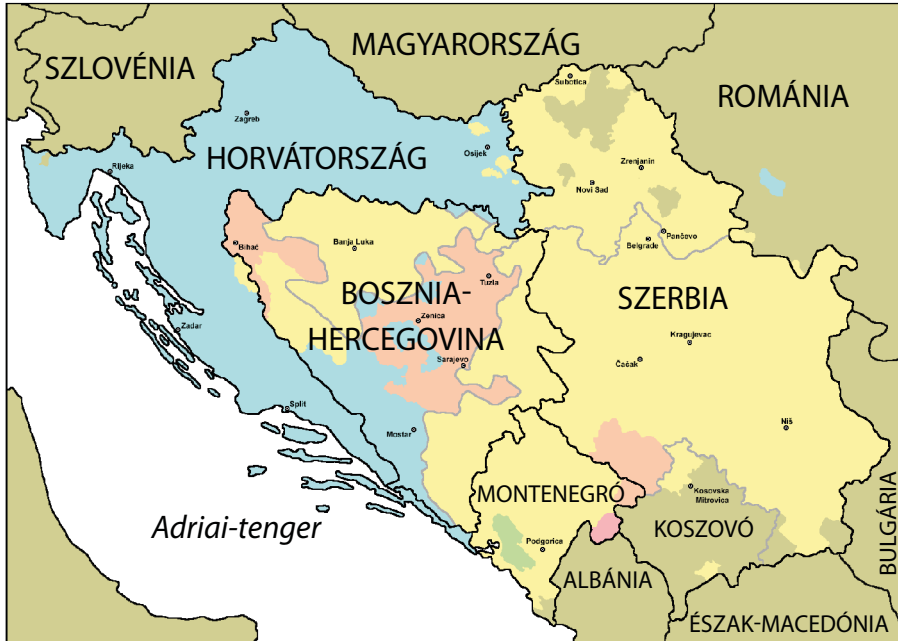 MAGYARORSZÁG
SZLOVÉNIA
ROMÁNIA
Subotica
Zagreb
HORVÁTORSZÁG
Osijek
Rijeka
Zrenjanin
Novi Sad
Pančevo
Belgrade
Bihać
Banja Luka
Tuzla
BOSZNIA-
HERCEGOVINA
SZERBIA
Zenica
Zadar
Kragujevac
Sarajevo
Čačak
Split
Mostar
Niš
MONTENEGRÓ
Kosovska
Mitrovica
Adriai-tenger
KOSZOVÓ
Podgorica
BULGÁRIA
ALBÁNIA
ÉSZAK-MACEDÓNIA